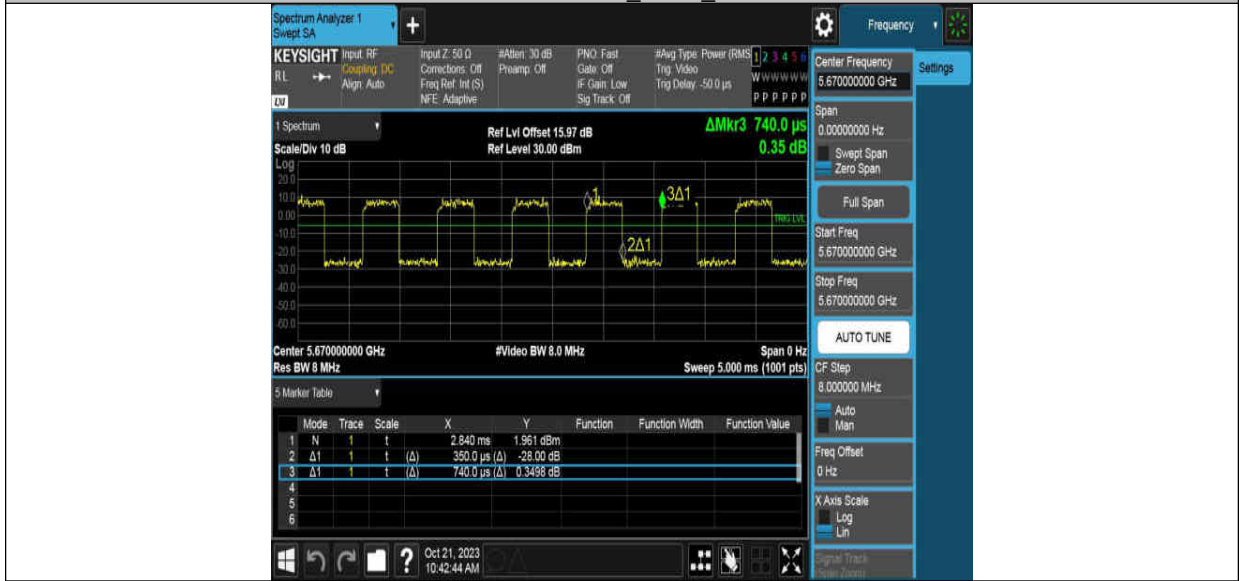 Spectrum Analyzer 1
Swept SA
+
Frequency
KEYSIGHT Input: RF Input Z: 50 Ω #Atten: 30 dB PNO: Fast #Avg Type: Power (RMS 1 2 3 4 5 6
RL Coupling: DC Corrections: Off Preamp: Off Gate: Off Trig: Video W W W W W W
Align: Auto Freq Ref: Int (S) IF Gain: Low Trig Delay: -50.0 µs
LXI NFE: Adaptive Sig Track: Off P P P P P P
1 Spectrum
Scale/Div 10 dB
Ref Lvl Offset 15.97 dB
Ref Level 30.00 dBm
ΔMkr3 740.0 µs
0.35 dB
Log
20.0
10.0
0.00
-10.0
-20.0
-30.0
-40.0
-50.0
-60.0
1
3Δ1
2Δ1
TRIG LVL
Center 5.670000000 GHz #Video BW 8.0 MHz Span 0 Hz
Res BW 8 MHz Sweep 5.000 ms (1001 pts)
5 Marker Table
Mode Trace Scale X Y Function Function Width Function Value
1 N 1 t 2.840 ms 1.961 dBm
2 Δ1 1 t (Δ) 350.0 µs (Δ) -28.00 dB
3 Δ1 1 t (Δ) 740.0 µs (Δ) 0.3498 dB
4
5
6
Oct 21, 2023
10:42:44 AM
?
Center Frequency
5.670000000 GHz
Settings
Span
0.00000000 Hz
Swept Span
Zero Span
Full Span
Start Freq
5.670000000 GHz
Stop Freq
5.670000000 GHz
AUTO TUNE
CF Step
8.000000 MHz
Auto
Man
Freq Offset
0 Hz
X Axis Scale
Log
Lin
Signal Track
(Span Zoom)